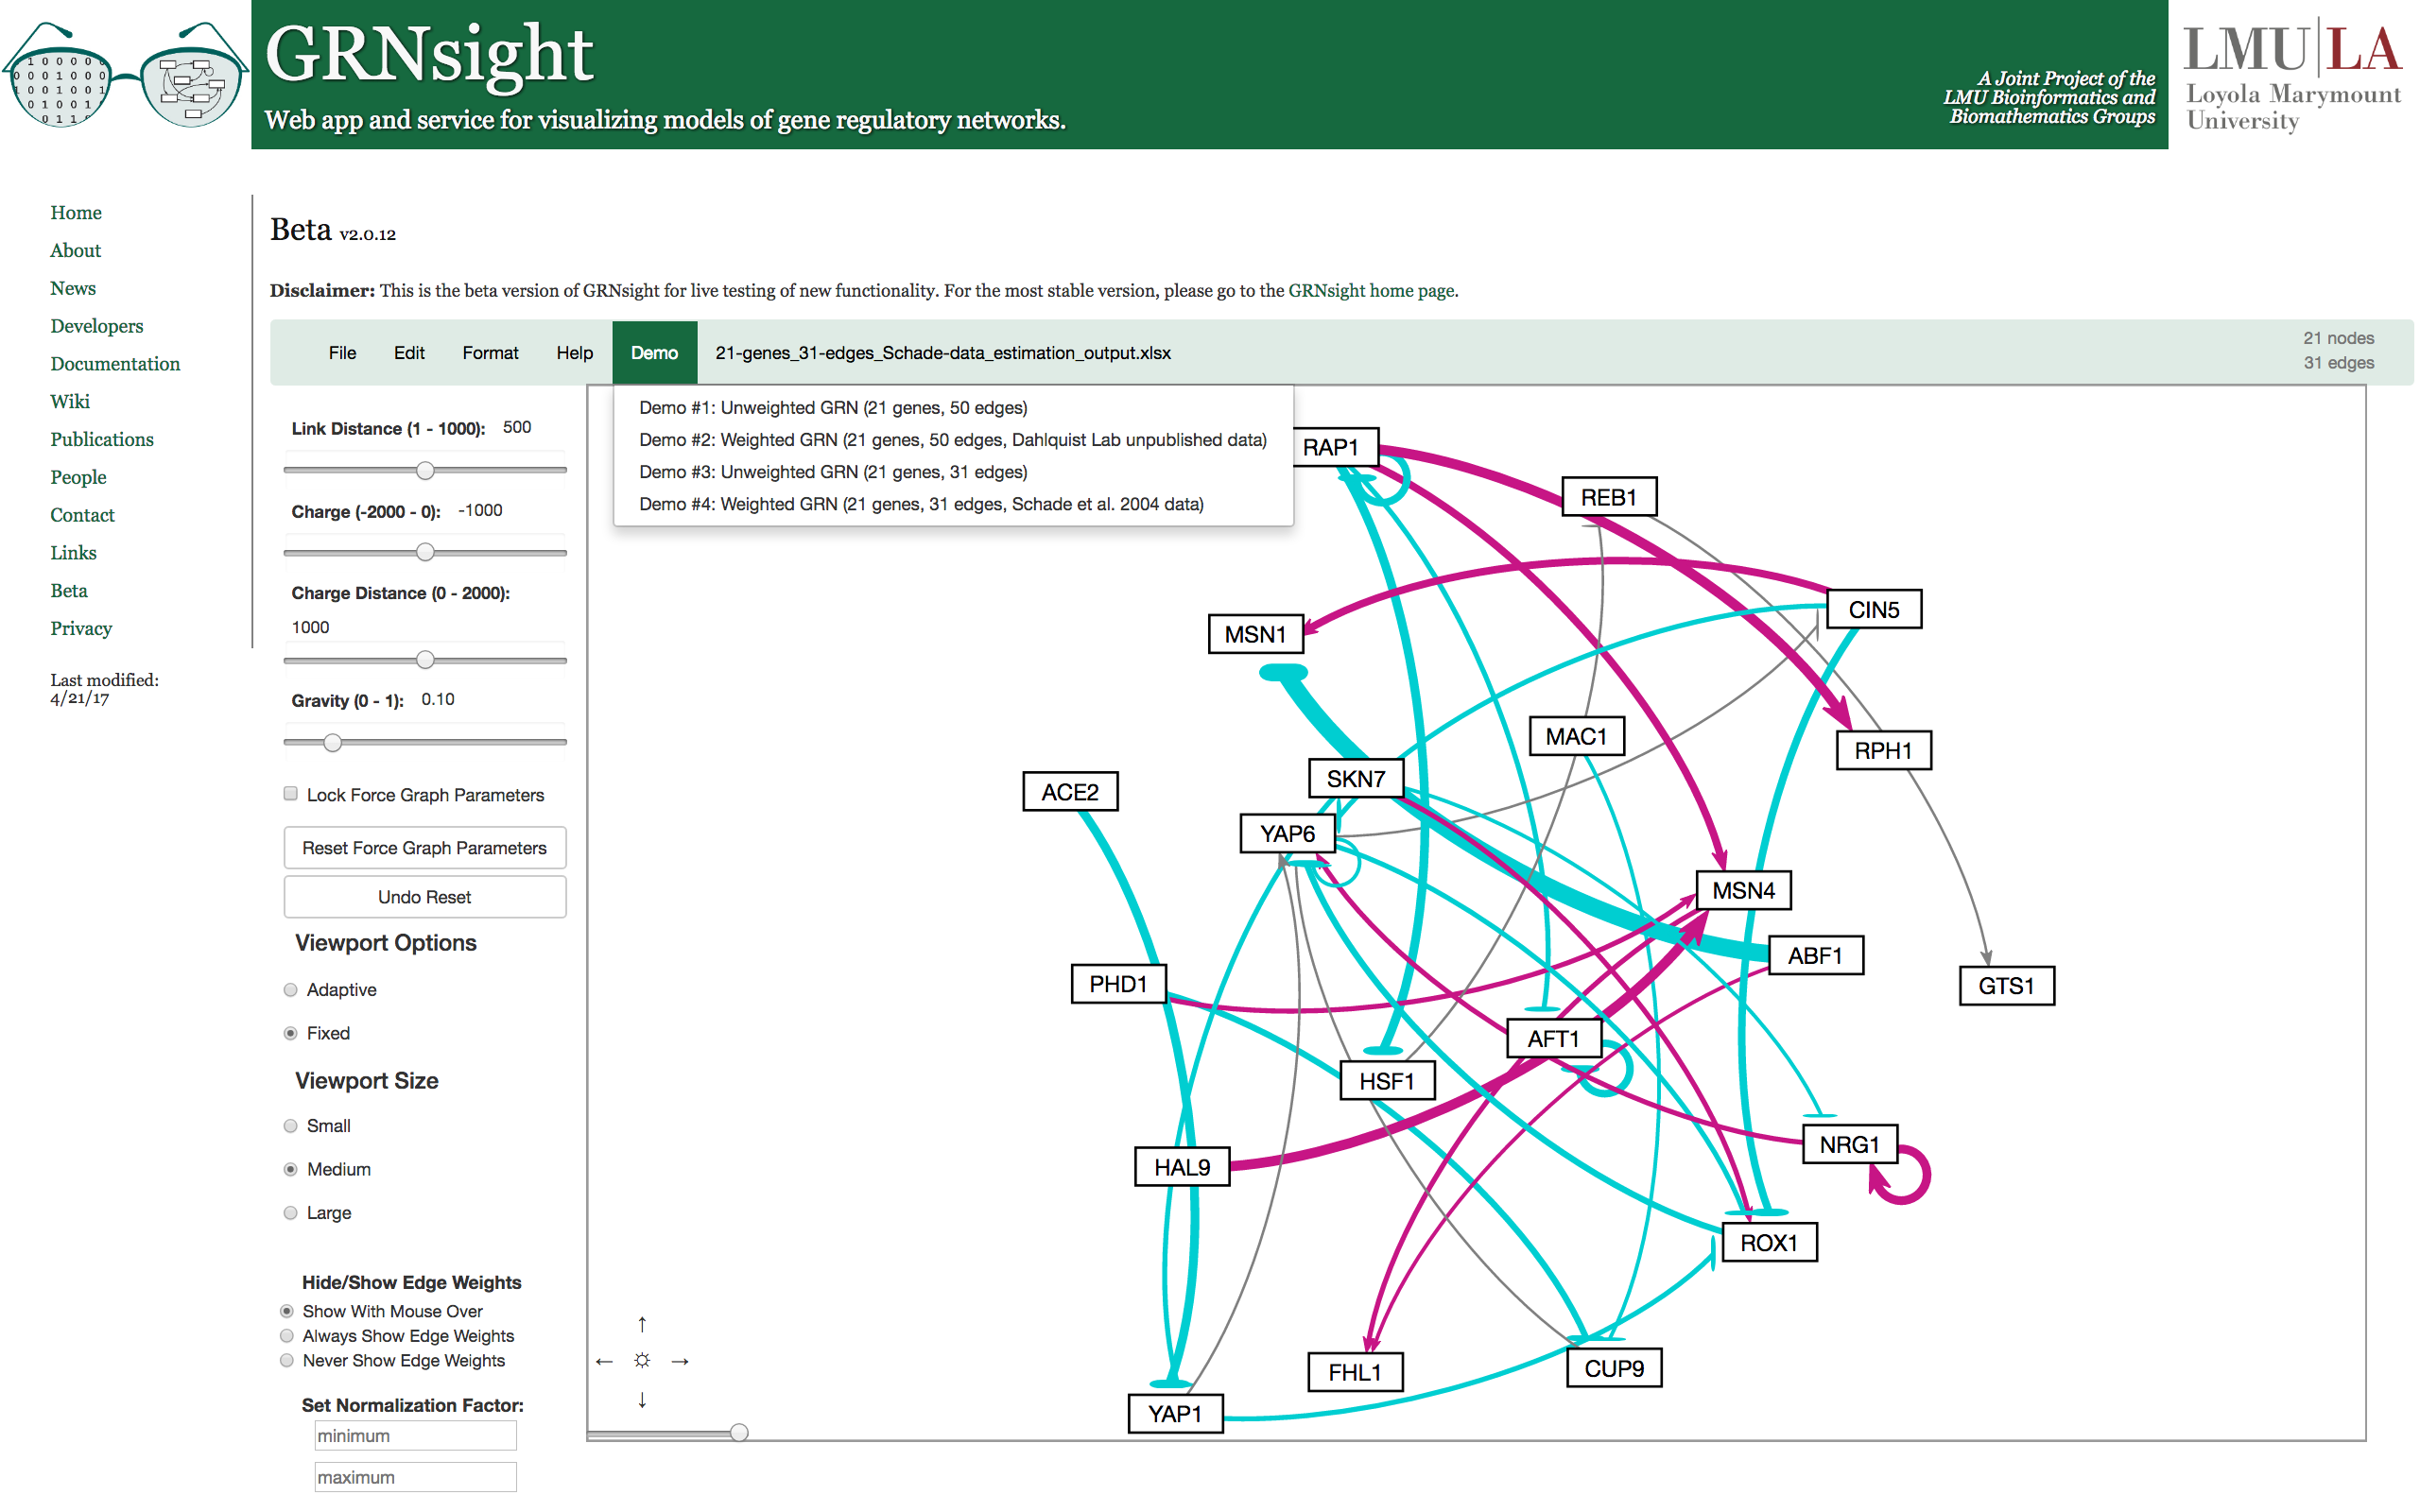 GRNsight
Web app and service for visualizing models of gene regulatory networks.
A Joint Project of the
LMU Bioinformatics and
Biomathematics Groups
LMU|LA
Loyola Marymount
University
Home
About
News
Developers
Documentation
Wiki
Publications
People
Contact
Links
Beta
Privacy
Last modified:
4/21/17
Beta v2.0.12
Disclaimer: This is the beta version of GRNsight for live testing of new functionality. For the most stable version, please go to the GRNsight home page.
File Edit Format Help Demo 21-genes_31-edges_Schade-data_estimation_output.xlsx
21 nodes
31 edges
Demo #1: Unweighted GRN (21 genes, 50 edges)
Demo #2: Weighted GRN (21 genes, 50 edges, Dahlquist Lab unpublished data)
Demo #3: Unweighted GRN (21 genes, 31 edges)
Demo #4: Weighted GRN (21 genes, 31 edges, Schade et al. 2004 data)
Link Distance (1 - 1000): 500
Charge (-2000 - 0): -1000
Charge Distance (0 - 2000):
1000
Gravity (0 - 1): 0.10
Lock Force Graph Parameters
Reset Force Graph Parameters
Undo Reset
Viewport Options
Adaptive
Fixed
Viewport Size
Small
Medium
Large
Hide/Show Edge Weights
Show With Mouse Over
Always Show Edge Weights
Never Show Edge Weights
Set Normalization Factor:
minimum
maximum
RAP1
REB1
CIN5
MSN1
MAC1
RPH1
SKN7
ACE2
YAP6
MSN4
ABF1
PHD1
GTS1
AFT1
HSF1
NRG1
HAL9
ROX1
FHL1
CUP9
YAP1